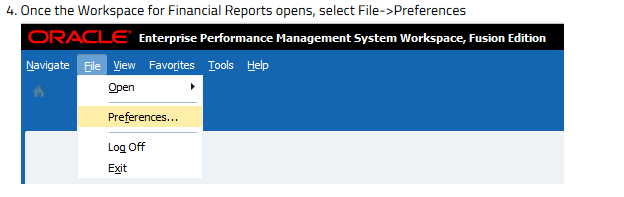 4. Once the Workspace for Financial Reports opens, select File->Preferences
ORACLE® Enterprise Performance Management System Workspace, Fusion Edition
Navigate File View Favorites Tools Help
Open
Preferences...
Log Off
Exit